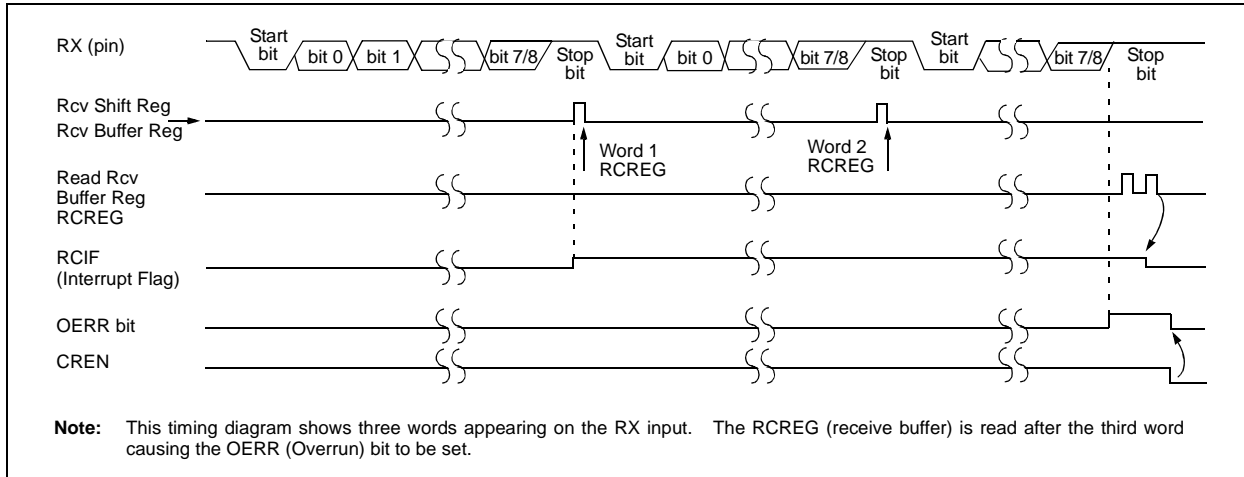 RX (pin)
Start
bit
bit 0
bit 1
bit 7/8
Stop
bit
Start
bit
bit 0
bit 7/8
Stop
bit
Start
bit
bit 7/8
Stop
bit
Rcv Shift Reg
Rcv Buffer Reg
Word 1
RCREG
Word 2
RCREG
Read Rcv
Buffer Reg
RCREG
RCIF
(Interrupt Flag)
OERR bit
CREN
Note: This timing diagram shows three words appearing on the RX input. The RCREG (receive buffer) is read after the third word
causing the OERR (Overrun) bit to be set.